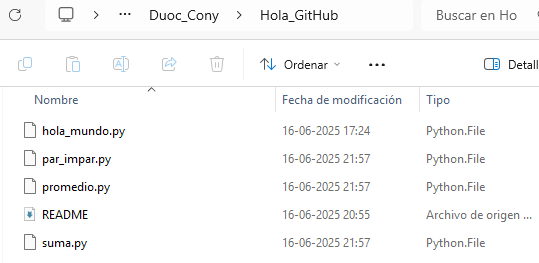 ... > Duoc_Cony > Hola_GitHub Buscar en Ho
Ordenar ... Detall
Nombre Fecha de modificación Tipo
hola_mundo.py 16-06-2025 17:24 Python.File
par_impar.py 16-06-2025 21:57 Python.File
promedio.py 16-06-2025 21:57 Python.File
README 16-06-2025 20:55 Archivo de origen ...
suma.py 16-06-2025 21:57 Python.File